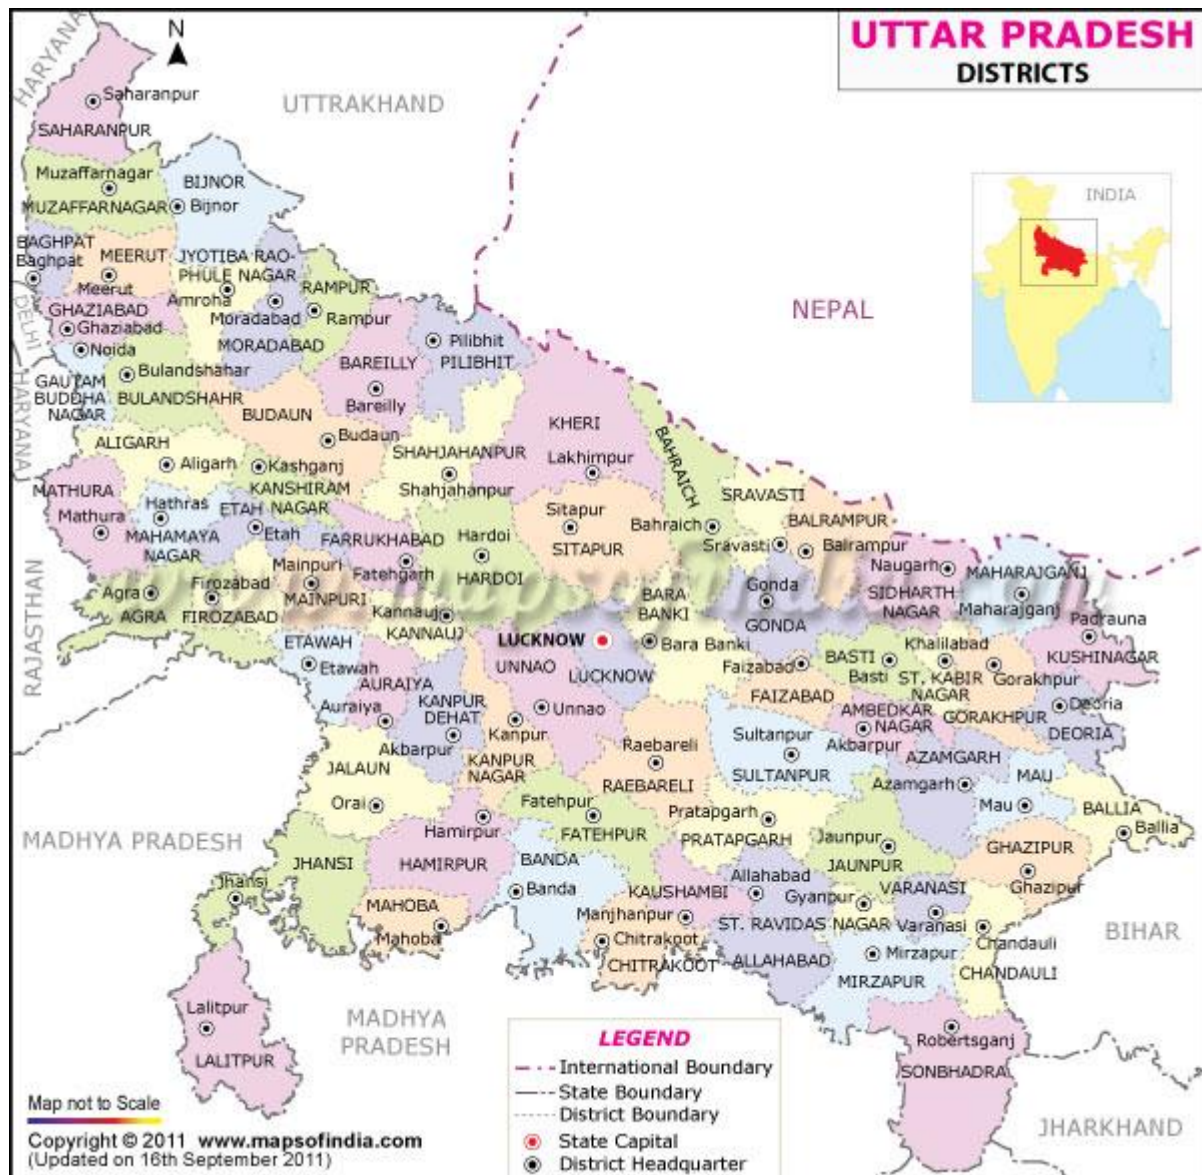 UTTAR PRADESH
DISTRICTS
N
HARYANA
Saharanpur
SAHARANPUR
UTTRAKHAND
Muzaffarnagar
MUZAFFARNAGAR
BIJNOR
Bijnor
INDIA
BAGHPAT
Baghpat
MEERUT
Meerut
JYOTIBA RAO-
PHULE NAGAR
Amroha
RAMPUR
Rampur
Moradabad
MORADABAD
NEPAL
DELHI
GHAZIABAD
Ghaziabad
Noida
GAUTAM
BUDDHA
NAGAR
Bulandshahar
BULANDSHAHR
BAREILLY
Bareilly
Pilibhit
PILIBHIT
HARYANA
BUDAUN
Budaun
KHERI
Lakhimpur
BAHRAICH
Bahraich
ALIGARH
Aligarh
Kashganj
KANSHIRAM
NAGAR
SHAHJAHANPUR
Shahjahanpur
SRAVASTI
Sravasti
MATHURA
Mathura
Hathras
MAHAMAYA
NAGAR
ETAH
Etah
FARRUKHABAD
Fatehgarh
Hardoi
HARDOI
Sitapur
SITAPUR
BALRAMPUR
Balrampur
www.mapsofindia.com
RAJASTHAN
Agra
AGRA
Firozabad
FIROZABAD
Mainpuri
MAINPURI
Kannauj
KANNAUJ
BARA
BANKI
Bara Banki
Gonda
GONDA
Naugarh
SIDHARTH
NAGAR
MAHARAJGANJ
Maharajganj
Padrauna
KUSHINAGAR
ETAWAH
Etawah
LUCKNOW
LUCKNOW
UNNAO
Unnao
Faizabad
FAIZABAD
BASTI
Basti
Khalilabad
ST. KABIR
NAGAR
Gorakhpur
GORAKHPUR
Deoria
DEORIA
AURAIYA
Auraiya
KANPUR
DEHAT
Akbarpur
Kanpur
KANPUR
NAGAR
Raebareli
RAEBARELI
Sultanpur
SULTANPUR
AMBEDKAR
NAGAR
Akbarpur
AZAMGARH
Azamgarh
MAU
Mau
BALLIA
Ballia
JALAUN
Orai
Hamirpur
HAMIRPUR
Fatehpur
FATEHPUR
Pratapgarh
PRATAPGARH
Jaunpur
JAUNPUR
GHAZIPUR
Ghazipur
MADHYA PRADESH
JHANSI
Jhansi
MAHOBA
Mahoba
BANDA
Banda
KAUSHAMBI
Manjhanpur
Chitrakoot
CHITRAKOOT
Allahabad
ALLAHABAD
Gyanpur
ST. RAVIDAS NAGAR
VARANASI
Varanasi
Chandauli
CHANDAULI
BIHAR
Mirzapur
MIRZAPUR
Lalitpur
LALITPUR
MADHYA
PRADESH
Robertsganj
SONBHADRA
JHARKHAND
LEGEND
International Boundary
State Boundary
District Boundary
State Capital
District Headquarter
Map not to Scale
Copyright © 2011 www.mapsofindia.com
(Updated on 16th September 2011)